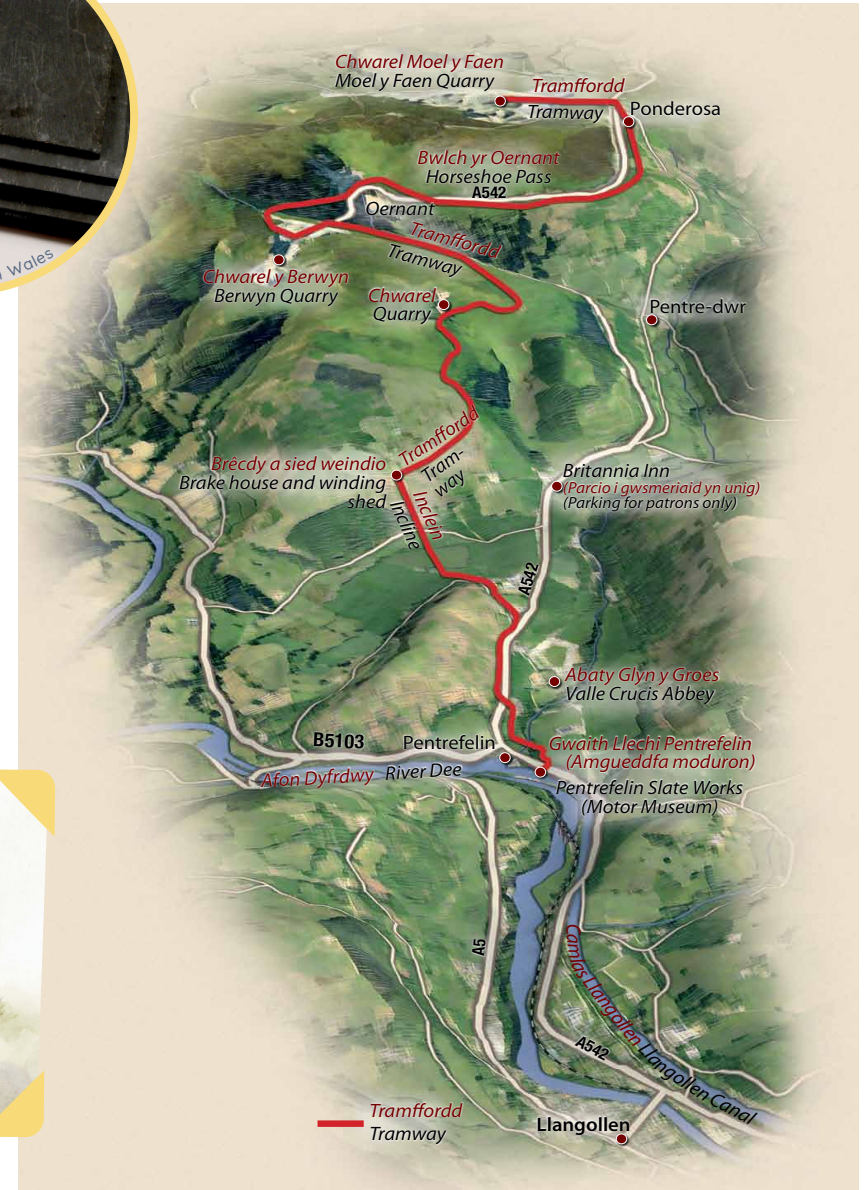 Chwarel Moel y Faen
Moel y Faen Quarry
Tramffordd
Tramway
Ponderosa
Bwlch yr Oernant
Horseshoe Pass
A542
Oernant
Tramffordd
Tramway
Chwarel y Berwyn
Berwyn Quarry
Chwarel
Quarry
Pentre-dwr
Wales
Tramffordd
Tram-
way
Brêcdy a sied weindio
Brake house and winding
shed
Inclein
Incline
Britannia Inn
(Parcio i gwsmeriaid yn unig)
(Parking for patrons only)
A542
Abaty Glyn y Groes
Valle Crucis Abbey
B5103
Pentrefelin
Gwaith Llechi Pentrefelin
(Amgueddfa moduron)
Afon Dyfrdwy River Dee
Pentrefelin Slate Works
(Motor Museum)
A5
Camlas Llangollen Llangollen Canal
A542
Llangollen
Tramffordd
Tramway